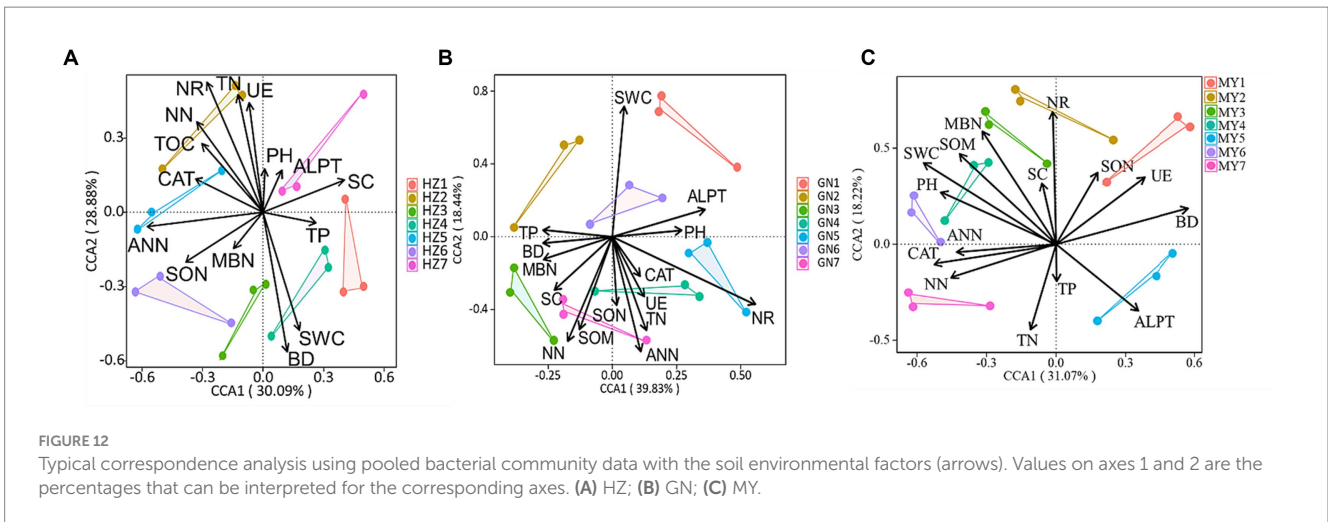 A
B
C
NR
TN
UE
NN
TOC
PH
ALPT
CAT
SC
ANN
TP
MBN
SON
SWC
BD
0.3
0.0
-0.3
-0.6
-0.6
-0.3
0.0
0.3
0.6
CCA2 ( 28.88% )
CCA1 ( 30.09% )
HZ1
HZ2
HZ3
HZ4
HZ5
HZ6
HZ7
SWC
ALPT
TP
PH
BD
MBN
CAT
SC
UE
SON
TN
NR
SOM
NN
ANN
0.8
0.4
0.0
-0.4
-0.25
0.00
0.25
0.50
CCA2 ( 18.44% )
CCA1 ( 39.83% )
GN1
GN2
GN3
GN4
GN5
GN6
GN7
NR
MBN
SOM
SWC
SON
SC
UE
PH
BD
ANN
CAT
NN
TP
ALPT
TN
0.5
0.0
-0.5
-0.6
-0.3
0.0
0.3
0.6
CCA2 ( 18.22% )
CCA1 ( 31.07% )
MY1
MY2
MY3
MY4
MY5
MY6
MY7
FIGURE 12
Typical correspondence analysis using pooled bacterial community data with the soil environmental factors (arrows). Values on axes 1 and 2 are the
percentages that can be interpreted for the corresponding axes. (A) HZ; (B) GN; (C) MY.